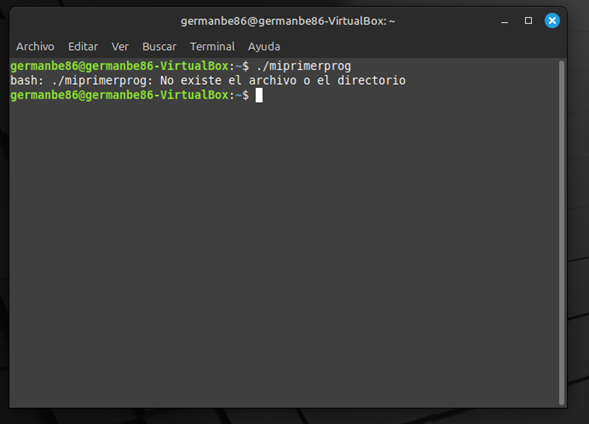 germanbe86@germanbe86-VirtualBox:~
Archivo Editar Ver Buscar Terminal Ayuda
germanbe86@germanbe86-VirtualBox:~$ ./miprimerprog
bash: ./miprimerprog: No existe el archivo o el directorio
germanbe86@germanbe86-VirtualBox:~$